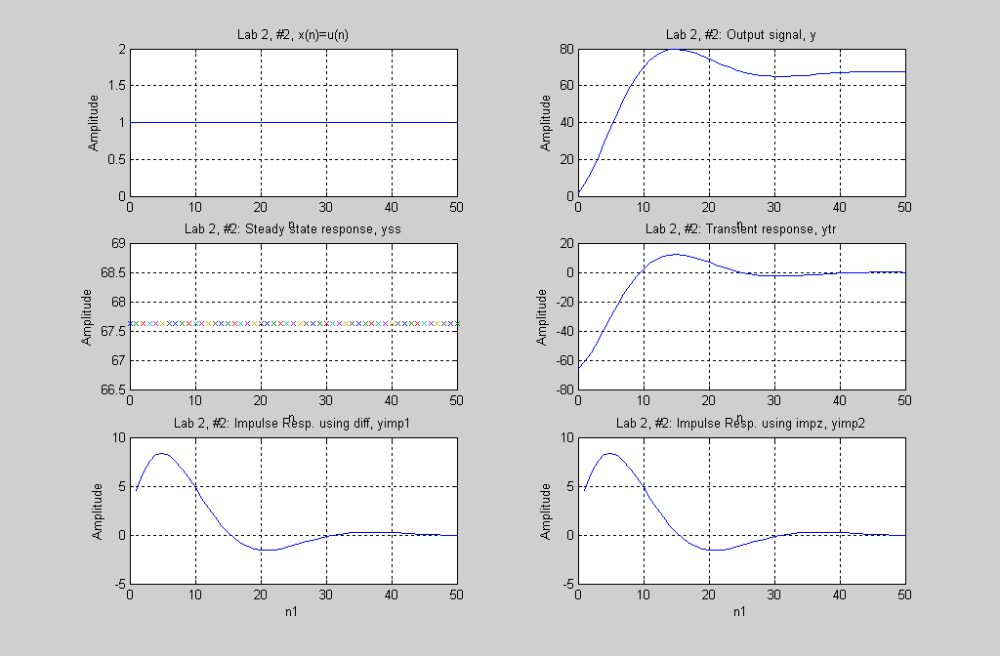 Lab 2, #2, x(n)=u(n)
Amplitude
2
1.5
1
0.5
0
0 10 20 30 40 50
n
Lab 2, #2: Output signal, y
Amplitude
80
60
40
20
0
0 10 20 30 40 50
n
Lab 2, #2: Steady state response, yss
Amplitude
69
68.5
68
67.5
67
66.5
0 10 20 30 40 50
n
Lab 2, #2: Transient response, ytr
Amplitude
20
0
-20
-40
-60
-80
0 10 20 30 40 50
n
Lab 2, #2: Impulse Resp. using diff, yimp1
Amplitude
10
5
0
-5
0 10 20 30 40 50
n1
Lab 2, #2: Impulse Resp. using impz, yimp2
Amplitude
10
5
0
-5
0 10 20 30 40 50
n1